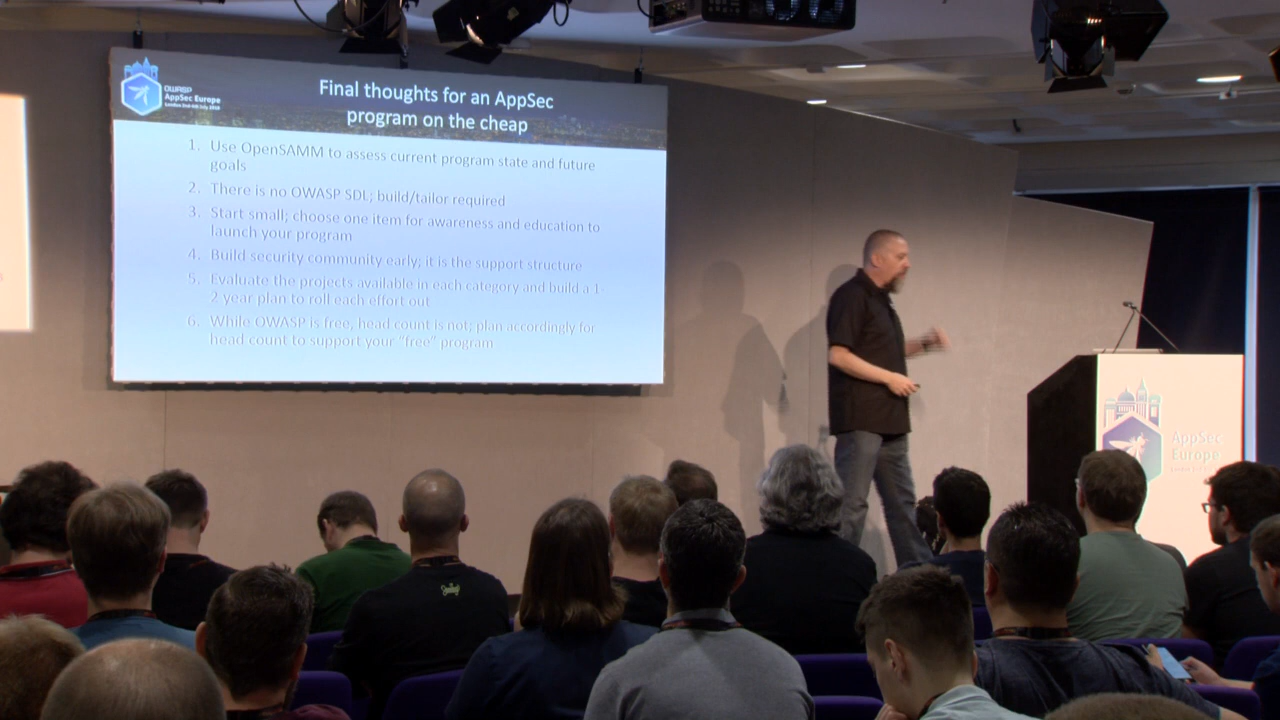 OWASP
AppSec Europe
London 2nd-6th July 2018
Final thoughts for an AppSec
program on the cheap
1. Use OpenSAMM to assess current program state and future
goals
2. There is no OWASP SDL; build/tailor required
3. Start small; choose one item for awareness and education to
launch your program
4. Build security community early; it is the support structure
5. Evaluate the projects available in each category and build a 1-
2 year plan to roll each effort out
6. While OWASP is free, head count is not; plan accordingly for
head count to support your “free” program
AppSec
Europe